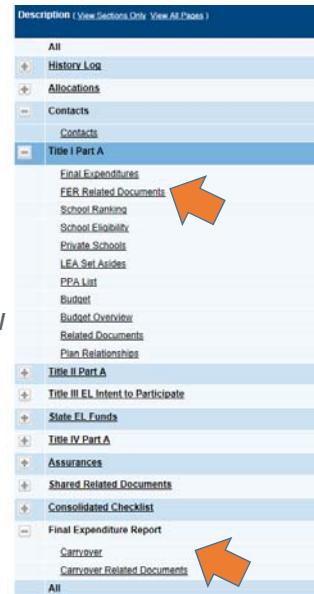 Description ( View Sections Only View All Pages )
All
History Log
Allocations
Contacts
Contacts
Title I Part A
Final Expenditures
FER Related Documents
School Ranking
School Eligibility
Private Schools
LEA Set Asides
PPA List
Budget
Budget Overview
Related Documents
Plan Relationships
Title II Part A
Title III EL Intent to Participate
State EL Funds
Title IV Part A
Assurances
Shared Related Documents
Consolidated Checklist
Final Expenditure Report
Carryover
Carryover Related Documents
All